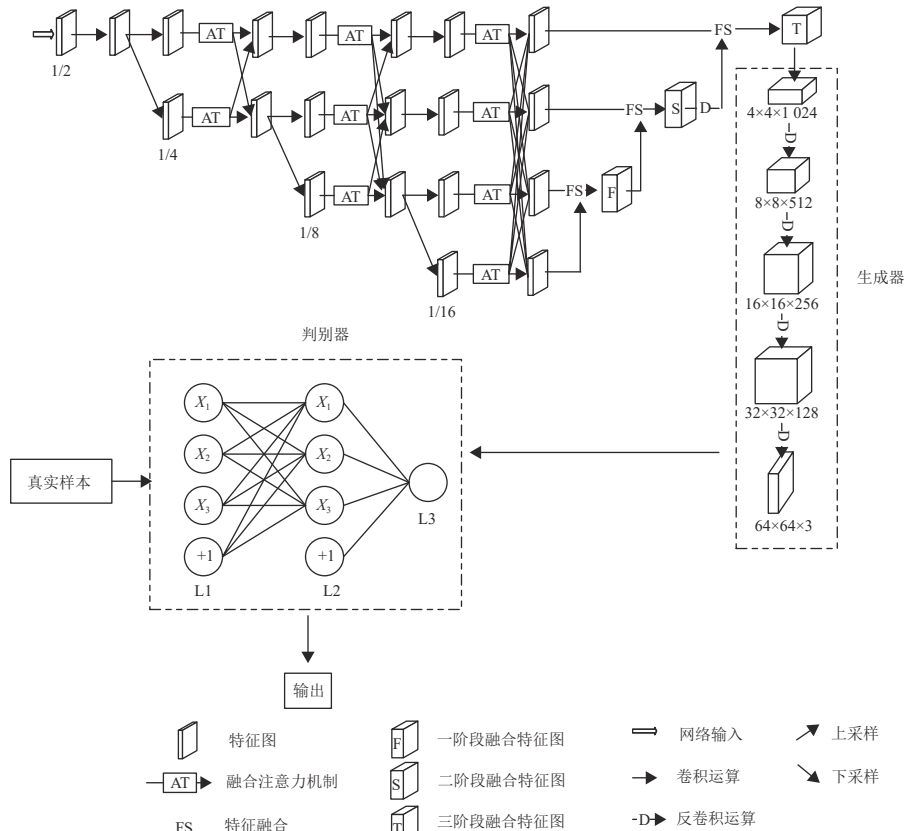 AT AT AT FS T
1/2
AT AT AT FS S D
4×4×1 024
D
1/4
AT AT FS F
8×8×512
D
1/8
AT
16×16×256
生成器
1/16
D
判别器
32×32×128
D
X1 X1
X2 X2
真实样本
X3 X3
L3
64×64×3
+1 +1
L1 L2
输出
特征图 F 一阶段融合特征图 网络输入 上采样
AT 融合注意力机制 S 二阶段融合特征图 卷积运算 下采样
FS 特征融合 T 三阶段融合特征图 -D→ 反卷积运算